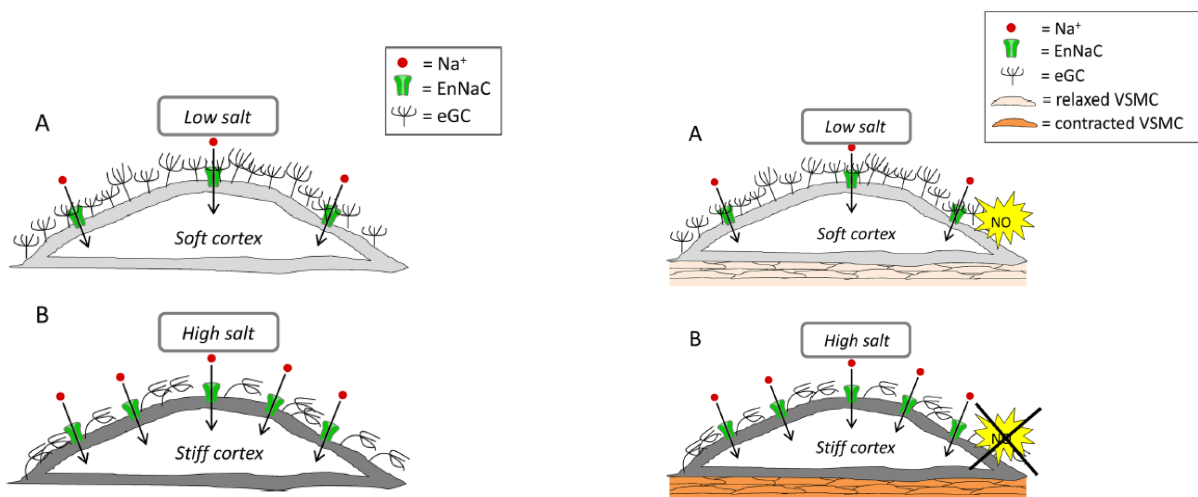 = Na⁺
= EnNaC
= eGC
A
Low salt
Soft cortex
B
High salt
Stiff cortex
= Na⁺
= EnNaC
= eGC
= relaxed VSMC
= contracted VSMC
A
Low salt
NO
Soft cortex
B
High salt
NO
Stiff cortex